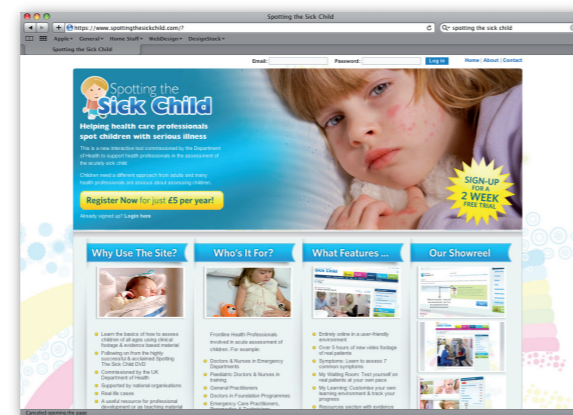 Spotting the Sick Child
https://www.spottingthesickchild.com/?
spotting the sick child
Apple General Home Stuff WebDesign DesignStack
Spotting the Sick Child
Email: Password: Log in Home | About | Contact
Spotting the
Sick Child
Helping health care professionals
spot children with serious illness
This is a new interactive tool commissioned by the Department
of Health to support health professionals in the assessment of
the acutely sick child.
Children need a different approach from adults and many
health professionals are anxious about assessing children.
Register Now for just £5 per year!
Already signed up? Login here
SIGN-UP
FOR A
2 WEEK
FREE TRIAL
Why Use The Site?
Learn the basics of how to assess
children of all ages using clinical
footage & evidence based material
Following on from the highly
successful & acclaimed Spotting
The Sick Child DVD
Commissioned by the UK
Department of Health
Supported by national organisations
Real-life cases
A useful resource for professional
development or as teaching material
Who's It For?
Frontline Health Professionals
involved in acute assessment of
children. For example:
Doctors & Nurses in Emergency
Departments
Paediatric Doctors & Nurses in
training
General Practitioners
Doctors in Foundation Programmes
Emergency Care Practitioners,
What Features ...
Sick Child
Entirely online in a user-friendly
environment
Over 5 hours of new video footage
of real patients
Symptoms: Learn to assess 7
common symptoms
My Waiting Room: Test yourself on
real patients at your own pace
My Learning: Customise your own
learning environment & track your
progress
Resources section with evidence
Our Showreel
Canceled opening the page